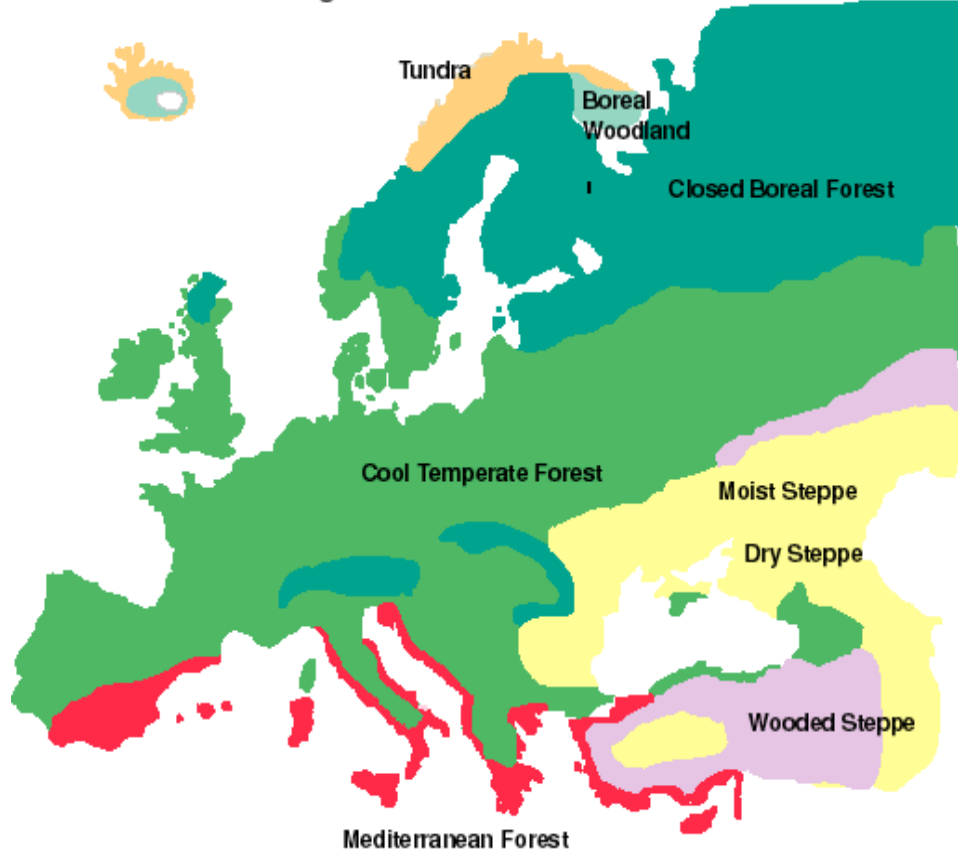 Tundra
Boreal
Woodland
Closed Boreal Forest
Cool Temperate Forest
Moist Steppe
Dry Steppe
Wooded Steppe
Mediterranean Forest